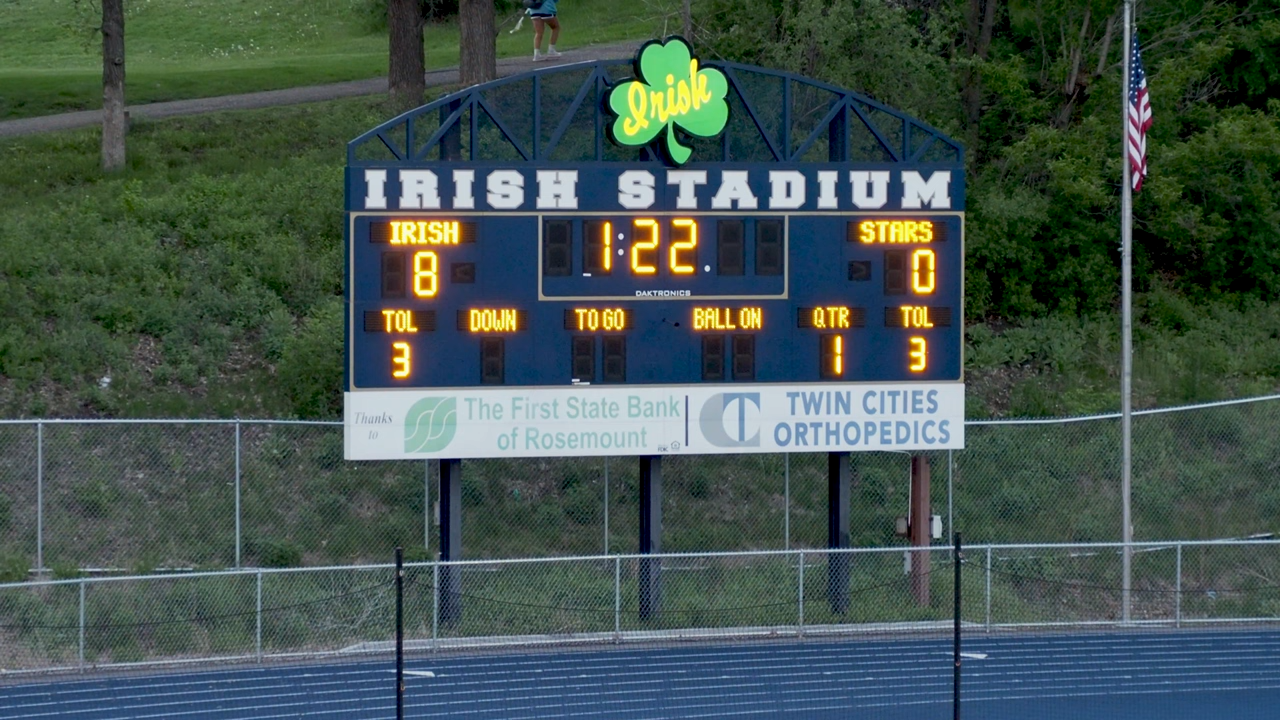 Irish
IRISH STADIUM
IRISH 1:22 STARS
8 0
DAKTRONICS
TOL DOWN TO GO BALL ON QTR TOL
3 1 3
Thanks to
The First State Bank
of Rosemount
TWIN CITIES
ORTHOPEDICS